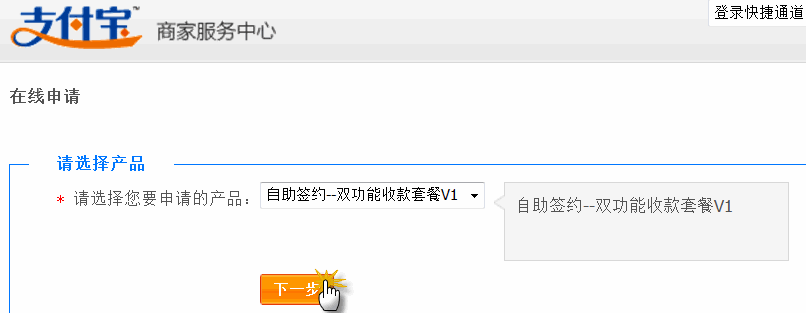 登录快捷通道
支付宝™ 商家服务中心
在线申请
请选择产品
* 请选择您要申请的产品： 自助签约--双功能收款套餐V1 自助签约--双功能收款套餐V1
下一步